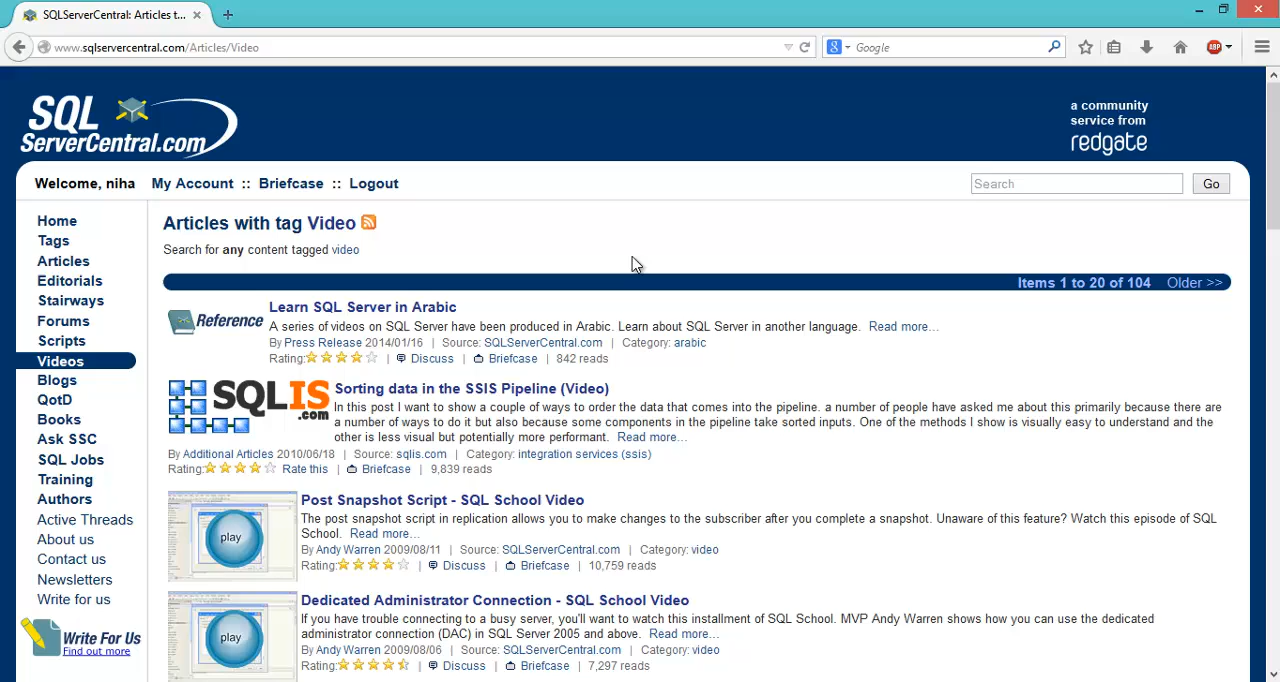 SQLServerCentral: Articles t...
www.sqlservercentral.com/Articles/Video
Google
ABP
SQL
ServerCentral.com
a community
service from
redgate
Welcome, niha My Account :: Briefcase :: Logout
Search Go
Home
Tags
Articles
Editorials
Stairways
Forums
Scripts
Videos
Blogs
QotD
Books
Ask SSC
SQL Jobs
Training
Authors
Active Threads
About us
Contact us
Newsletters
Write for us
Write For Us
Find out more
Articles with tag Video
Search for any content tagged video
Items 1 to 20 of 104 Older >>
Reference
Learn SQL Server in Arabic
A series of videos on SQL Server have been produced in Arabic. Learn about SQL Server in another language. Read more...
By Press Release 2014/01/16 | Source: SQLServerCentral.com | Category: arabic
Rating: | Discuss | Briefcase | 842 reads
SQLIS
.com
Sorting data in the SSIS Pipeline (Video)
In this post I want to show a couple of ways to order the data that comes into the pipeline. a number of people have asked me about this primarily because there are
a number of ways to do it but also because some components in the pipeline take sorted inputs. One of the methods I show is visually easy to understand and the
other is less visual but potentially more performant. Read more...
By Additional Articles 2010/06/18 | Source: sqlis.com | Category: integration services (ssis)
Rating: Rate this | Briefcase | 9,839 reads
play
Post Snapshot Script - SQL School Video
The post snapshot script in replication allows you to make changes to the subscriber after you complete a snapshot. Unaware of this feature? Watch this episode of SQL
School. Read more...
By Andy Warren 2009/08/11 | Source: SQLServerCentral.com | Category: video
Rating: | Discuss | Briefcase | 10,759 reads
play
Dedicated Administrator Connection - SQL School Video
If you have trouble connecting to a busy server, you'll want to watch this installment of SQL School. MVP Andy Warren shows how you can use the dedicated
administrator connection (DAC) in SQL Server 2005 and above. Read more...
By Andy Warren 2009/08/04 | Source: SQLServerCentral.com | Category: video
Rating: | Discuss | Briefcase | 7,297 reads